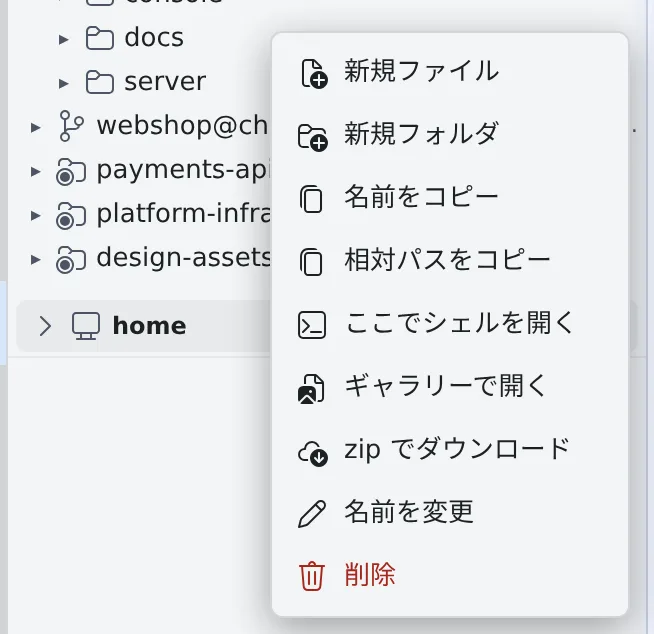 docs
server
webshop@ch
payments-api
platform-infra
design-assets
home
新規ファイル
新規フォルダ
名前をコピー
相対パスをコピー
ここでシェルを開く
ギャラリーで開く
zip でダウンロード
名前を変更
削除